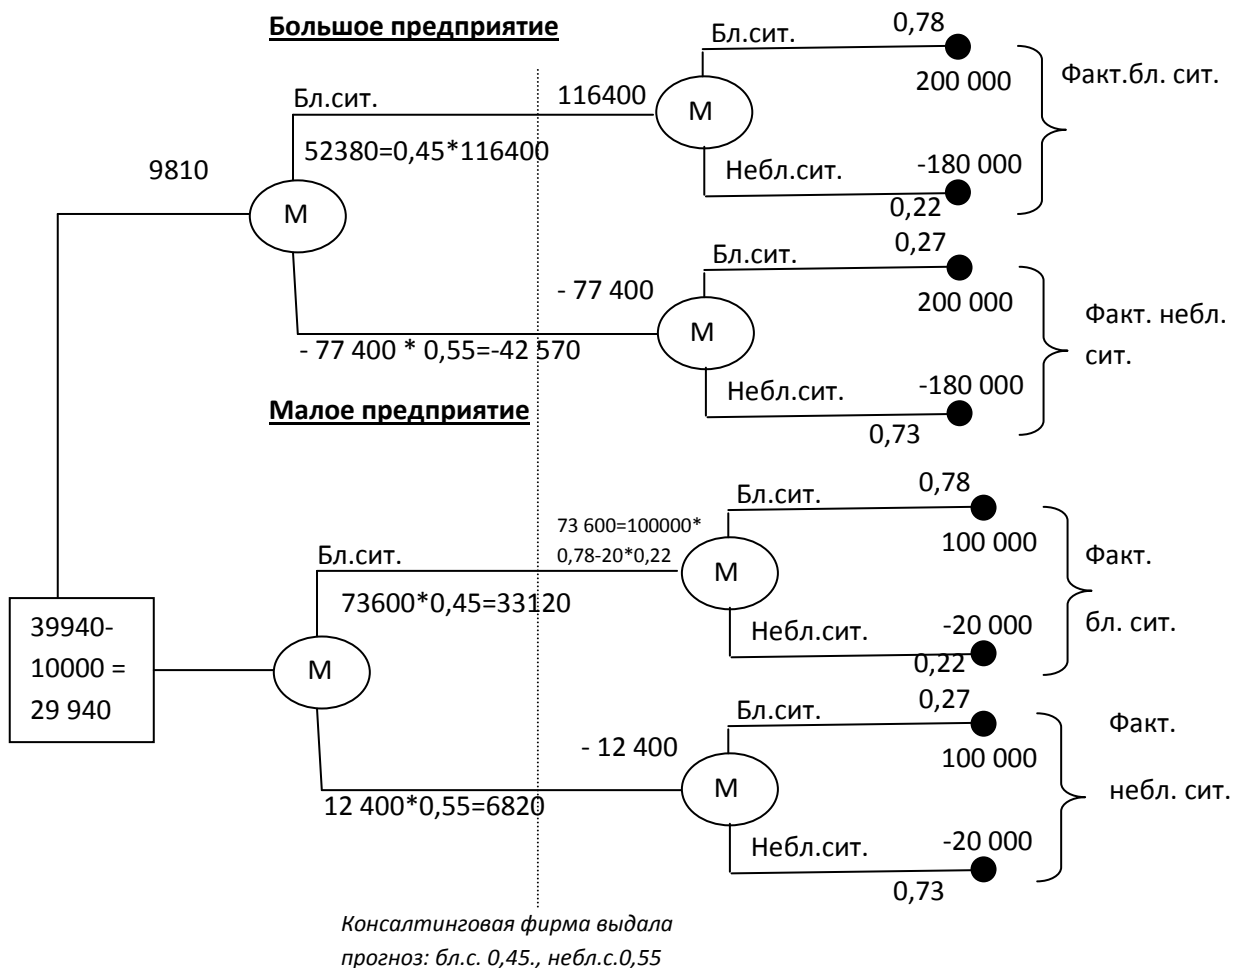 Большое предприятие
0,78
Бл.сит.
200 000
Факт.бл. сит.
Бл.сит.
116400
М
52380=0,45*116400
9810
Небл.сит.
-180 000
0,22
М
0,27
Бл.сит.
- 77 400
200 000
М
Факт. небл.
сит.
- 77 400 * 0,55=-42 570
Небл.сит.
-180 000
0,73
Малое предприятие
0,78
Бл.сит.
73 600=100000*
0,78-20*0,22
100 000
Факт.
Бл.сит.
М
73600*0,45=33120
Небл.сит.
-20 000
бл. сит.
0,22
39940-
10000 =
29 940
М
0,27
Бл.сит.
Факт.
- 12 400
100 000
М
небл. сит.
12 400*0,55=6820
Небл.сит.
-20 000
0,73
Консалтинговая фирма выдала
прогноз: бл.с. 0,45., небл.с.0,55